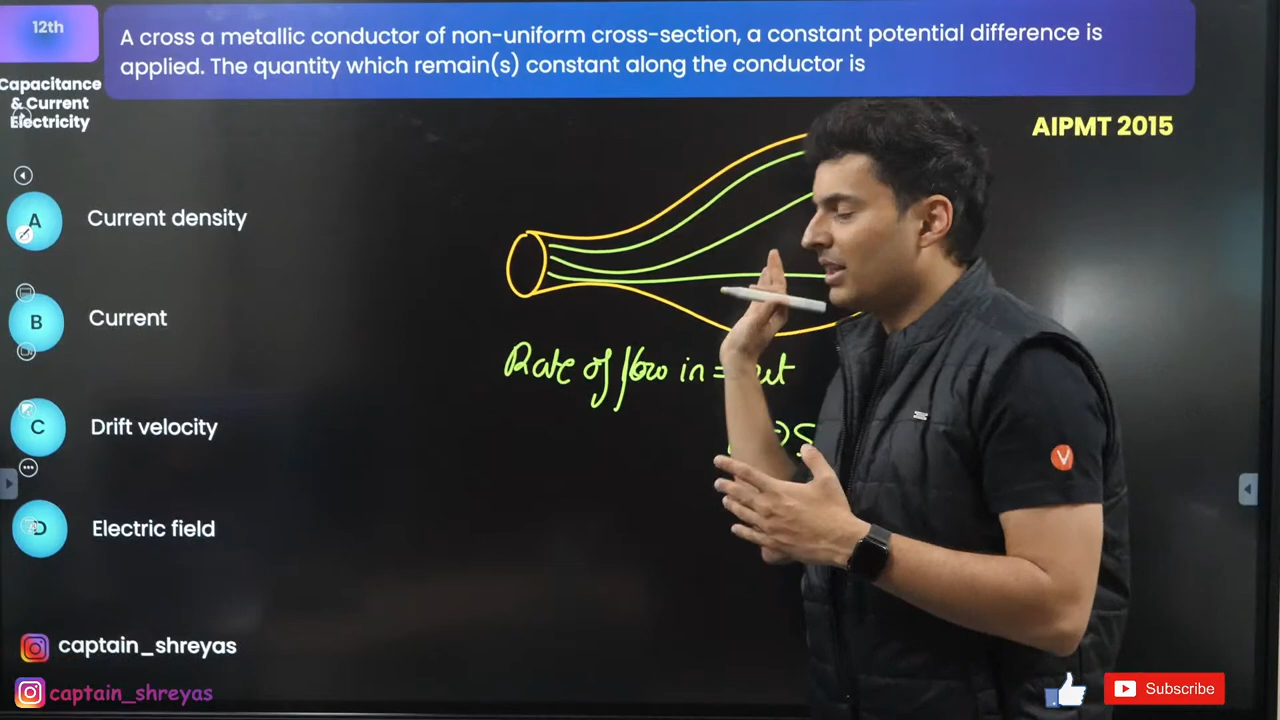 12th
A cross a metallic conductor of non-uniform cross-section, a constant potential difference is
applied. The quantity which remain(s) constant along the conductor is
Capacitance
& Current
Electricity
AIPMT 2015
A Current density
B Current
C Drift velocity
D Electric field
Rate of flow in =
captain_shreyas
captain_shreyas
Subscribe